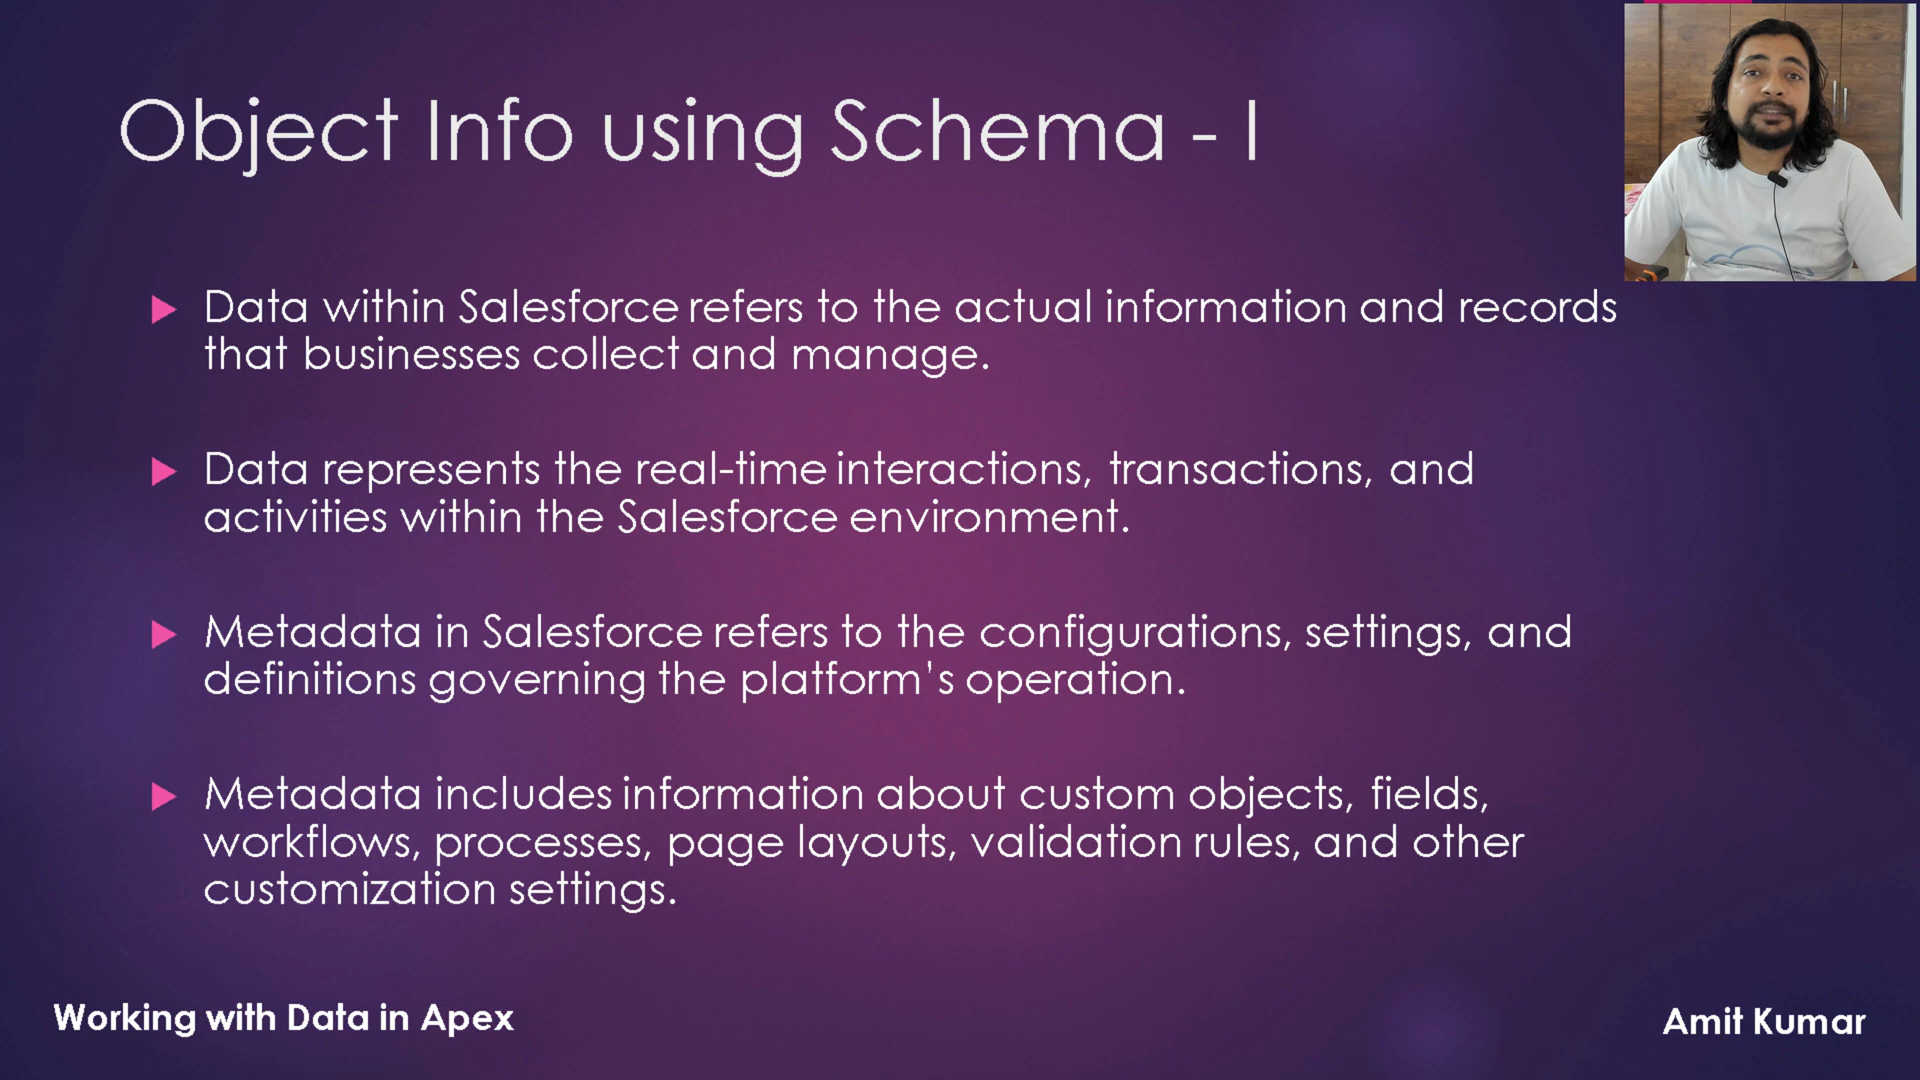 Object Info using Schema - I
Data within Salesforce refers to the actual information and records
that businesses collect and manage.
Data represents the real-time interactions, transactions, and
activities within the Salesforce environment.
Metadata in Salesforce refers to the configurations, settings, and
definitions governing the platform's operation.
Metadata includes information about custom objects, fields,
workflows, processes, page layouts, validation rules, and other
customization settings.
Working with Data in Apex
Amit Kumar